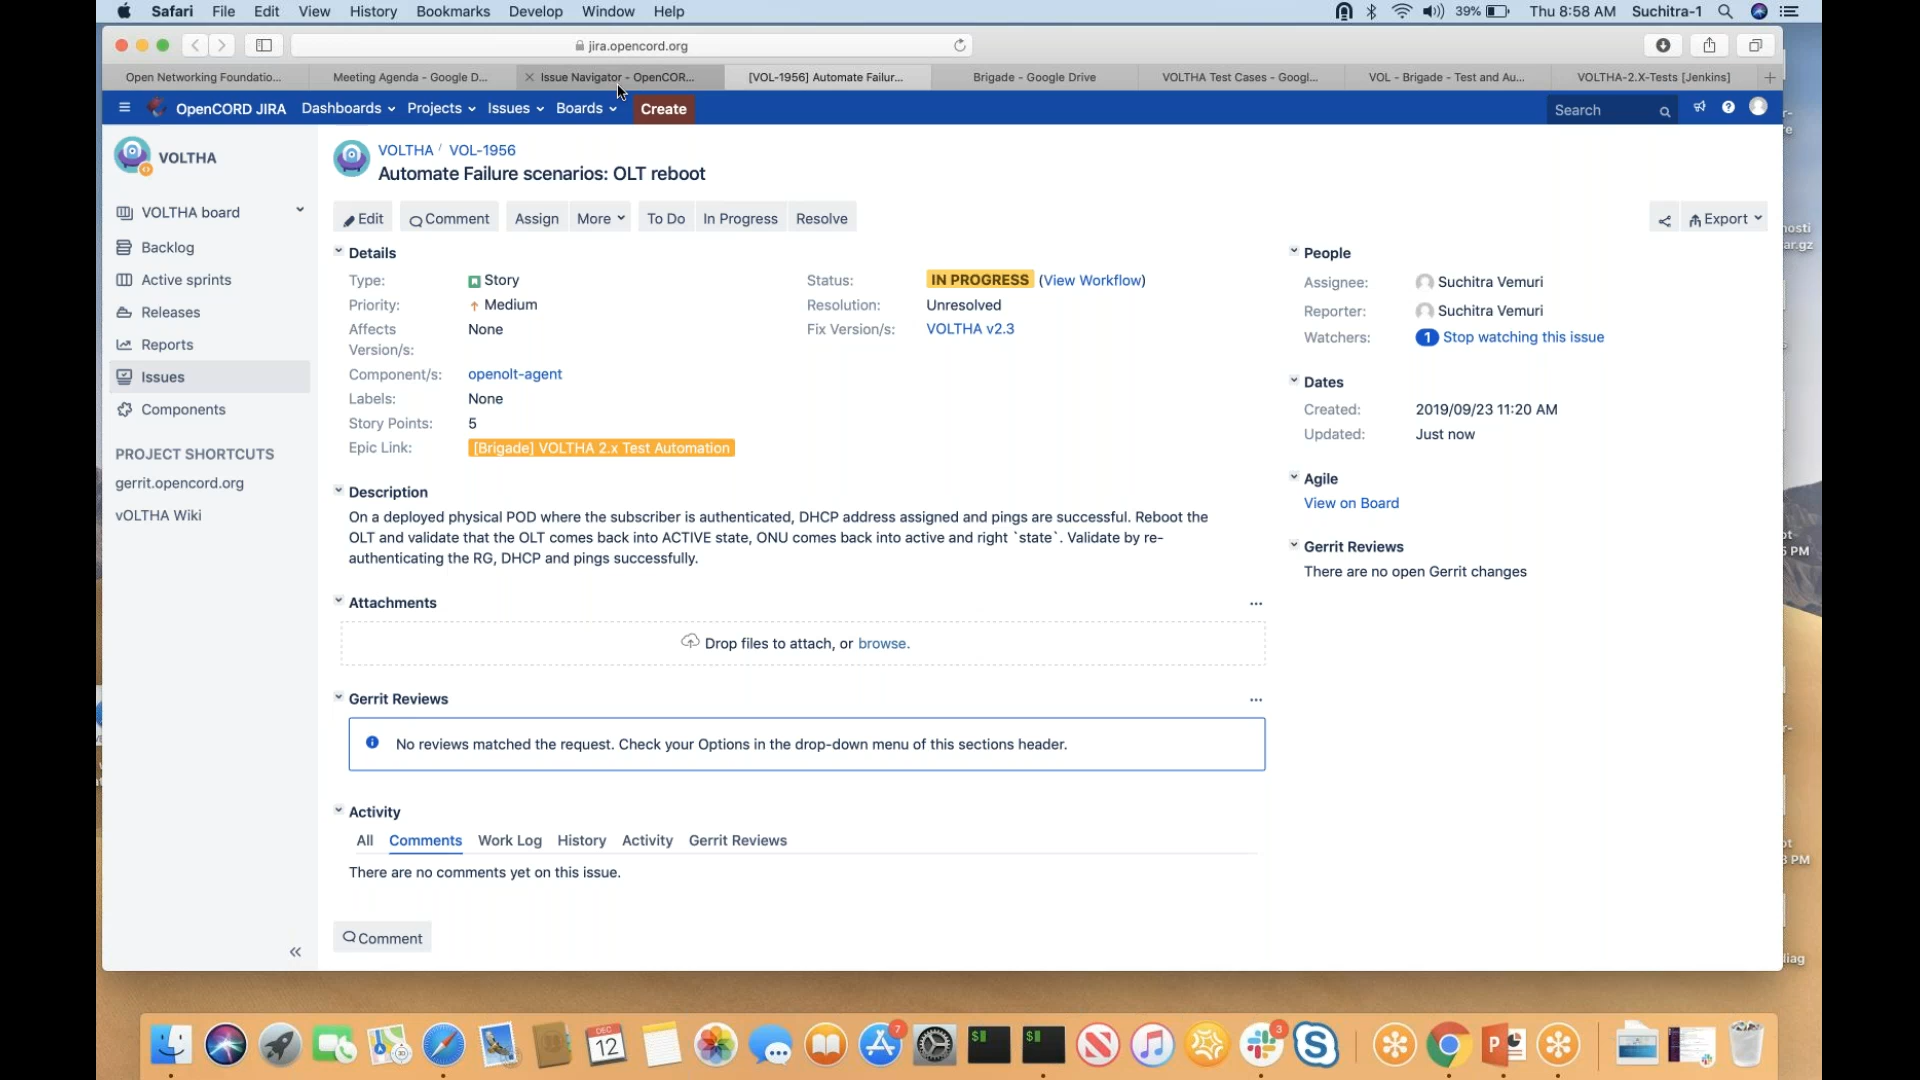 Safari File Edit View History Bookmarks Develop Window Help 39% Thu 8:58 AM Suchitra-1
jira.opencord.org
Open Networking Foundatio... Meeting Agenda - Google D... Issue Navigator - OpenCOR... [VOL-1956] Automate Failur... Brigade - Google Drive VOLTHA Test Cases - Googl... VOL - Brigade - Test and Au... VOLTHA-2.X-Tests [Jenkins]
OpenCORD JIRA Dashboards Projects Issues Boards Create Search
VOLTHA
VOLTHA board
Backlog
Active sprints
Releases
Reports
Issues
Components
PROJECT SHORTCUTS
gerrit.opencord.org
vOLTHA Wiki
VOLTHA / VOL-1956
Automate Failure scenarios: OLT reboot
Edit Comment Assign More To Do In Progress Resolve Export
Details
Type: Story
Priority: Medium
Affects Version/s: None
Component/s: openolt-agent
Labels: None
Story Points: 5
Epic Link: [Brigade] VOLTHA 2.x Test Automation
Status: IN PROGRESS (View Workflow)
Resolution: Unresolved
Fix Version/s: VOLTHA v2.3
Description
On a deployed physical POD where the subscriber is authenticated, DHCP address assigned and pings are successful. Reboot the
OLT and validate that the OLT comes back into ACTIVE state, ONU comes back into active and right `state`. Validate by re-
authenticating the RG, DHCP and pings successfully.
Attachments
Drop files to attach, or browse.
Gerrit Reviews
No reviews matched the request. Check your Options in the drop-down menu of this sections header.
Activity
All Comments Work Log History Activity Gerrit Reviews
There are no comments yet on this issue.
Comment
People
Assignee: Suchitra Vemuri
Reporter: Suchitra Vemuri
Watchers: 1 Stop watching this issue
Dates
Created: 2019/09/23 11:20 AM
Updated: Just now
Agile
View on Board
Gerrit Reviews
There are no open Gerrit changes
DEC
12
7
3